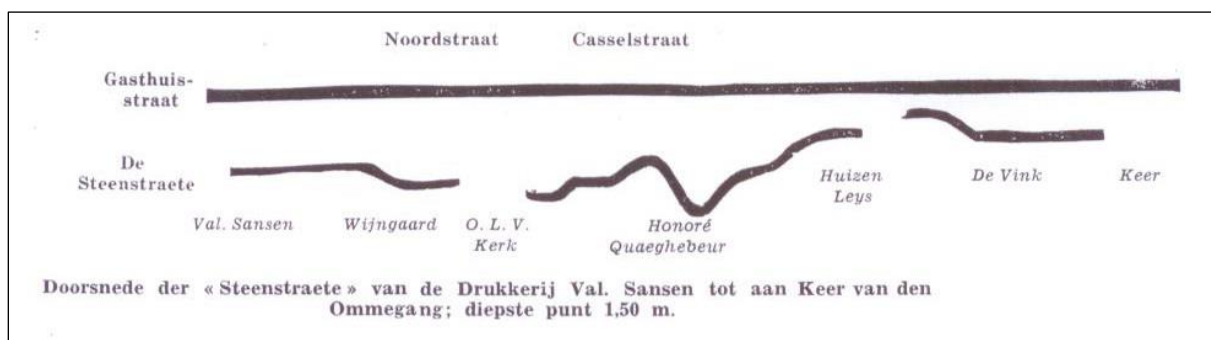 Noordstraat Casselstraat
Gasthuis-
straat
De
Steenstraete
Val. Sansen Wijngaard O. L. V. Honoré Huizen De Vink Keer
Kerk Quaeghebeur Leys
Doorsnede der « Steenstraete » van de Drukkerij Val. Sansen tot aan Keer van den
Ommegang; diepste punt 1,50 m.